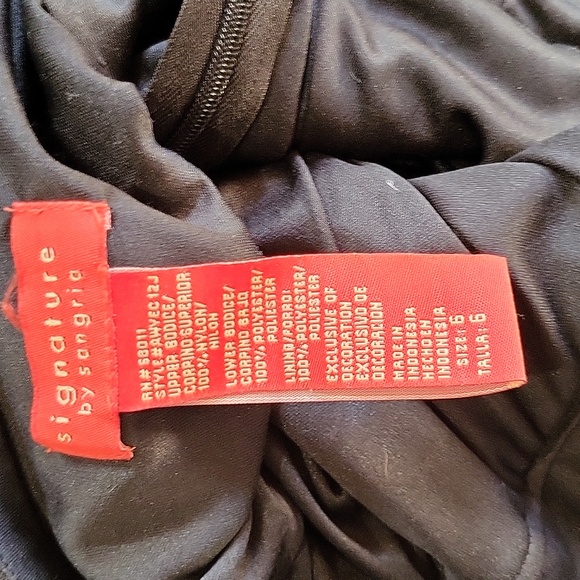 signature
by sangria
RN#38011
STYLE#AWYEC12J
UPPER BODICE/
CORPINO SUPERIOR
100% NYLON/
NILON
LOWER BODICE/
CORPINO BAJO
100% POLYESTER/
POLIESTER
LINING/FORRO:
100% POLYESTER/
POLIESTER
EXCLUSIVE OF
DECORATION
EXCLUSIVO DE
DECORACION
MADE IN
INDONESIA
HECHO EN
INDONESIA
SIZE: 6
TALLA: 6